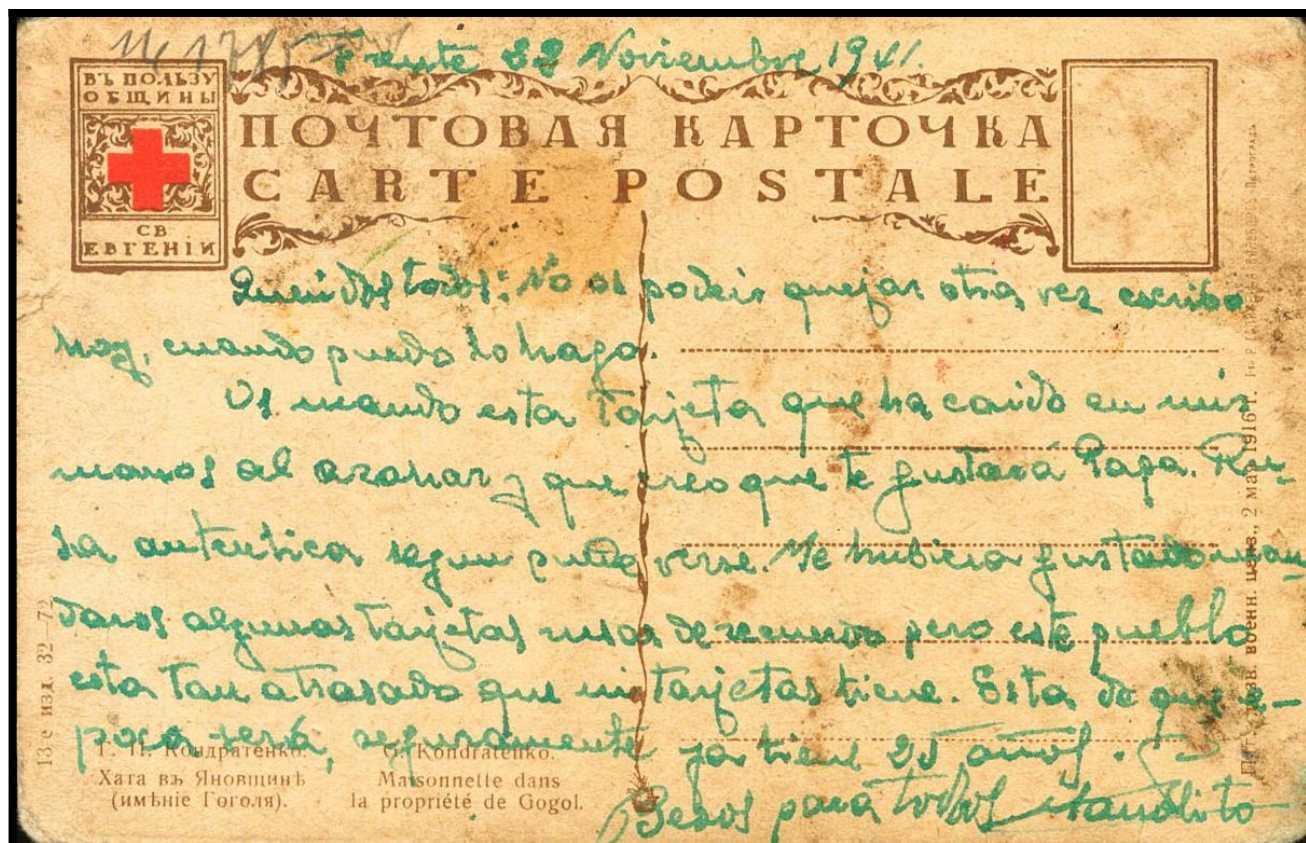 Frente 22 Noviembre 1941.
ВЪ ПОЛЬЗУ
ОБЩИНЫ
СВ
ЕВГЕНІИ
ПОЧТОВАЯ КАРТОЧКА
CARTE POSTALE
Queridos todos: No os podeis quejar otra vez escribo
hoy, cuando puedo lo hago.
Os mando esta tarjeta que ha caido en mis
manos al azahar y que creo que te gustará Papa. Ru-
sa autentica segun puede verse. Me hubiera gustado man-
daros algunas tarjetas rusas de recuerdo pero este pueblo
esta tan atrasado que ni tarjetas tiene. Esta de que e-
poca será, seguramente ya tiene 25 años.
Besos para todos Manolito
Г. П. Кондратенко.
Хата въ Яновщинѣ
(имѣніе Гоголя).
G. Kondratenko.
Maisonnette dans
la propriété de Gogol.
13-е изд. 32—72
военн. ценз., 2 Мая 1916 г.